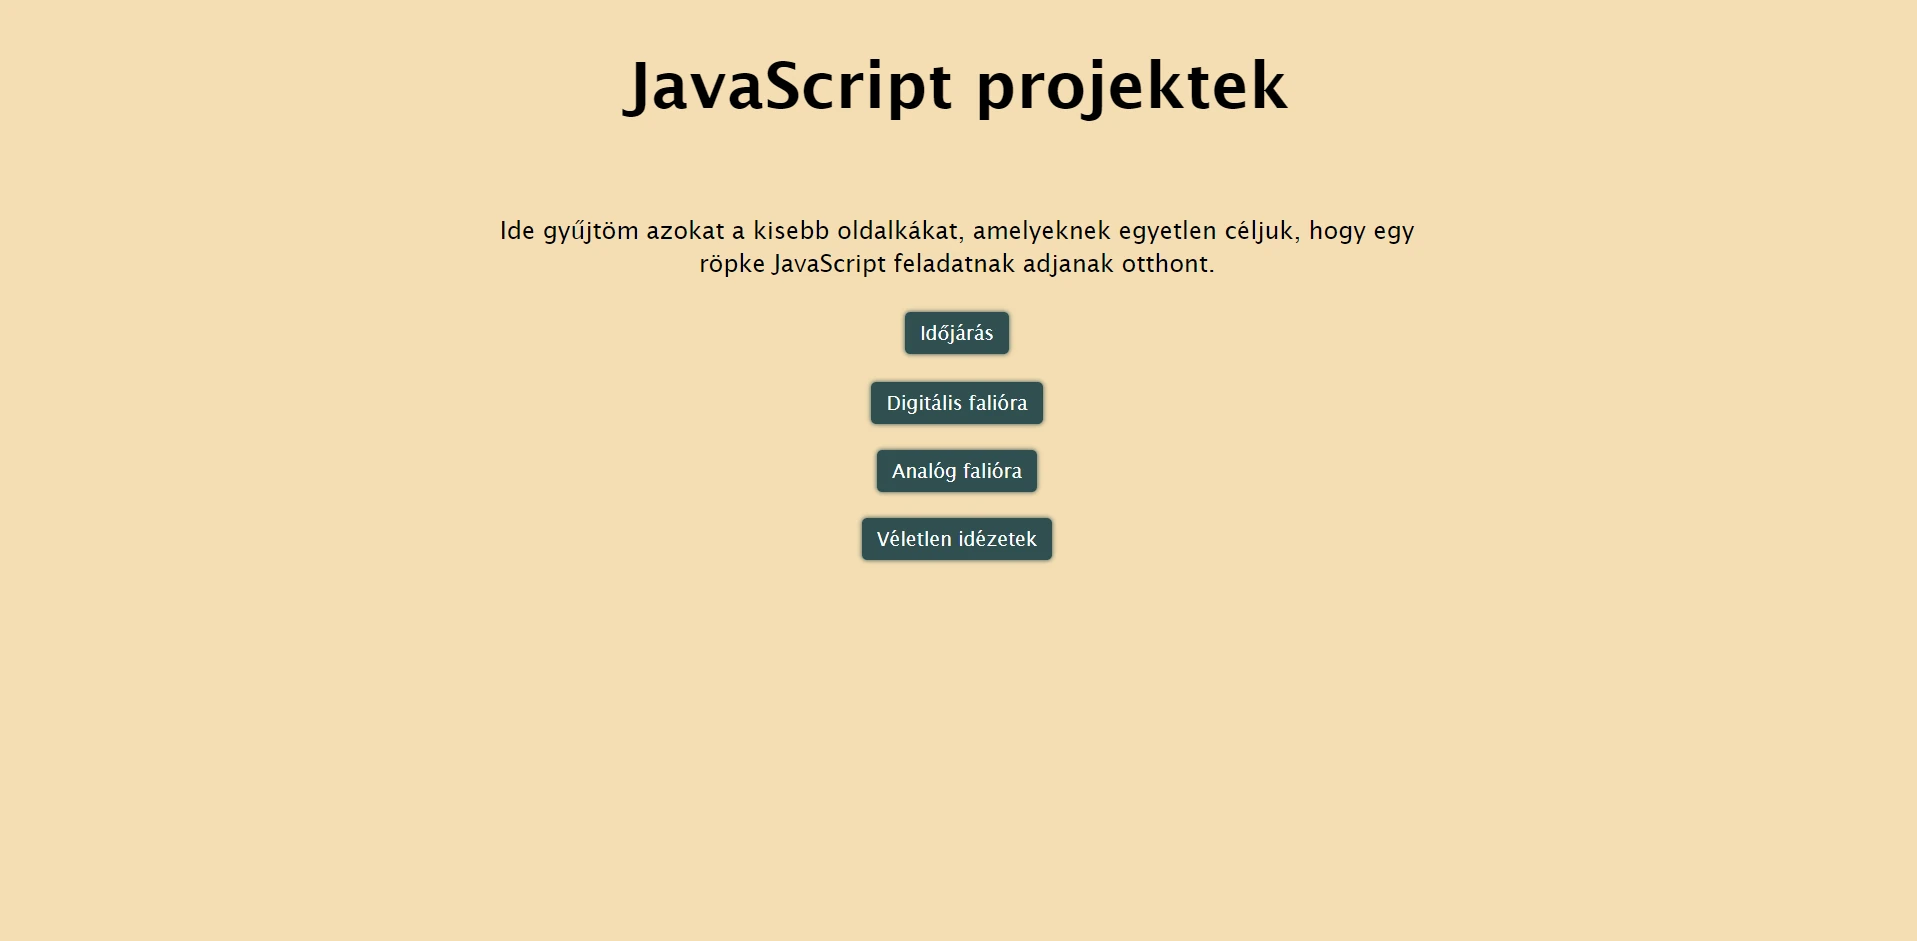 JavaScript projektek
Ide gyűjtöm azokat a kisebb oldalkákat, amelyeknek egyetlen céljuk, hogy egy
röpke JavaScript feladatnak adjanak otthont.
Időjárás
Digitális falióra
Analóg falióra
Véletlen idézetek